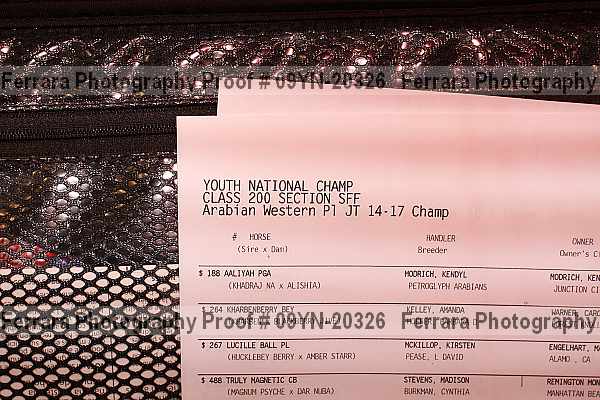 Ferrara Photography Proof # 09YN-20326 Ferrara Photography
YOUTH NATIONAL CHAMP
CLASS 200 SECTION SFF
Arabian Western Pl JT 14-17 Champ
# HORSE HANDLER OWNER
(Sire x Dam) Breeder Owner's Ci
$ 188 AALIYAH PGA MODRICH, KENDYL MODRICH, KEN
(KHADRAJ NA x ALISHIA) PETROGLYPH ARABIANS JUNCTION CI
$ 264 KHARBENBERRY BEY KELLEY, AMANDA WARNER, CARO
Ferrara Photography Proof # 09YN-20326 Ferrara Photography
$ 267 LUCILLE BALL PL MCKILLOP, KIRSTEN ENGELHART, M
(HUCKLEBEY BERRY x AMBER STARR) PEASE, L DAVID ALAMO , CA
$ 488 TRULY MAGNETIC CB STEVENS, MADISON REMINGTON MON
(MAGNUM PSYCHE x DAR NUBA) BURKMAN, CYNTHIA MANHATTAN BEA